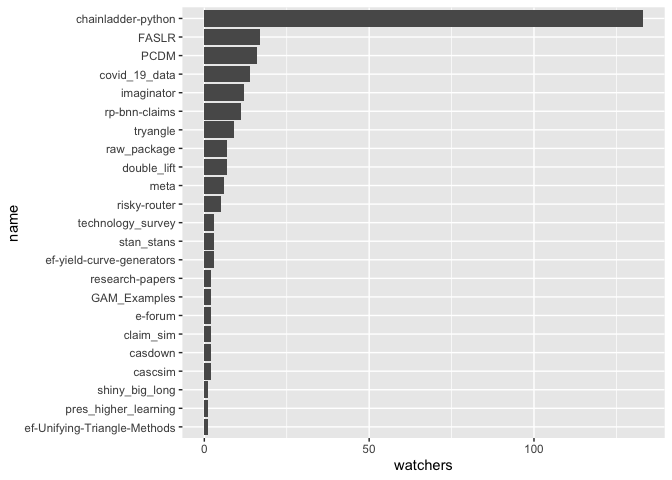 chainladder-python
FASLR
PCDM
covid_19_data
imaginator
rp-bnn-claims
tryangle
raw_package
double_lift
meta
risky-router
technology_survey
stan_stans
ef-yield-curve-generators
research-papers
GAM_Examples
e-forum
claim_sim
casdown
cascsim
shiny_big_long
pres_higher_learning
ef-Unifying-Triangle-Methods
name
0 50 100
watchers